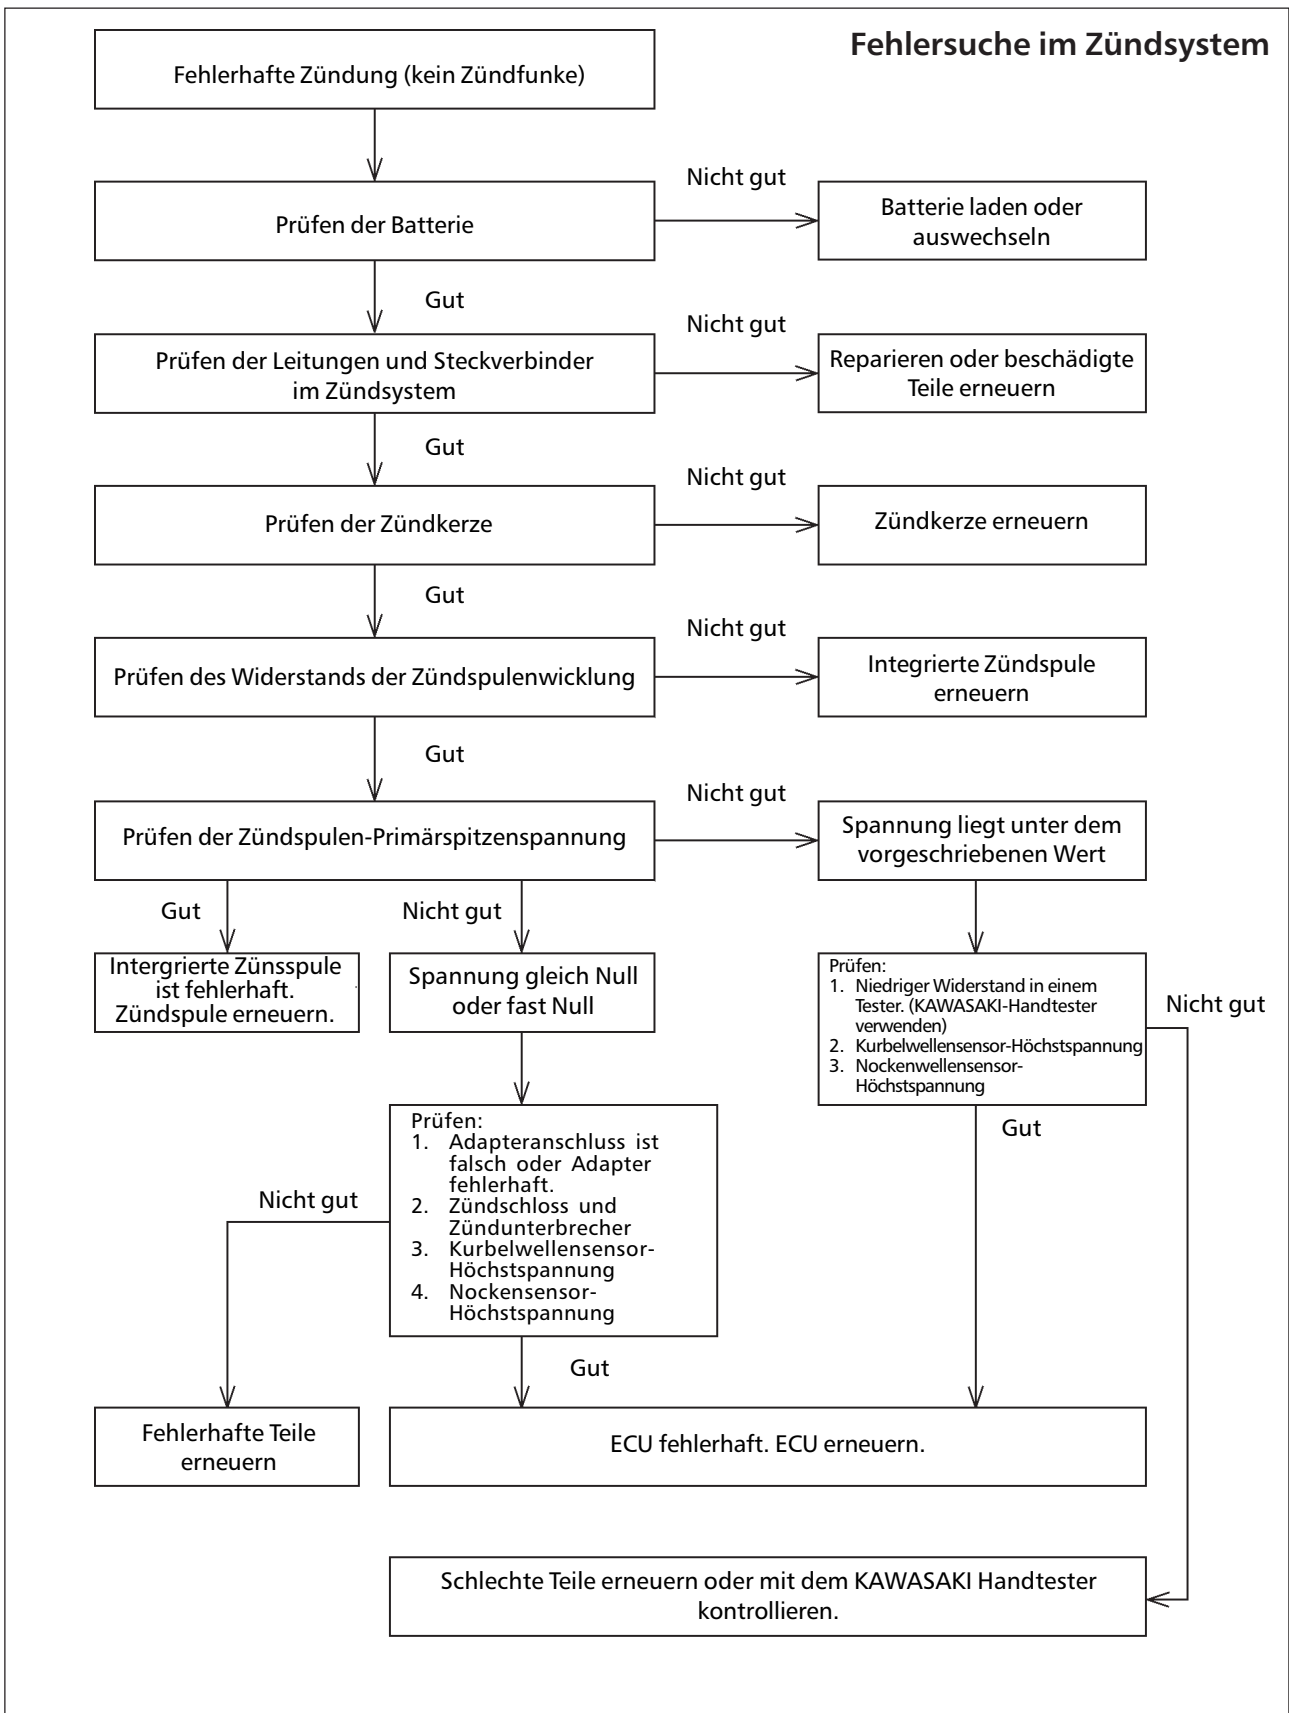 Fehlersuche im Zündsystem
Fehlerhafte Zündung (kein Zündfunke)
Prüfen der Batterie
Nicht gut
Batterie laden oder
auswechseln
Gut
Prüfen der Leitungen und Steckverbinder
im Zündsystem
Nicht gut
Reparieren oder beschädigte
Teile erneuern
Gut
Prüfen der Zündkerze
Nicht gut
Zündkerze erneuern
Gut
Prüfen des Widerstands der Zündspulenwicklung
Nicht gut
Integrierte Zündspule
erneuern
Gut
Prüfen der Zündspulen-Primärspitzenspannung
Nicht gut
Spannung liegt unter dem
vorgeschriebenen Wert
Gut
Nicht gut
Intergrierte Zünsspule
ist fehlerhaft.
Zündspule erneuern.
Spannung gleich Null
oder fast Null
Prüfen:
1. Niedriger Widerstand in einem
Tester. (KAWASAKI-Handtester
verwenden)
2. Kurbelwellensensor-Höchstspannung
3. Nockenwellensensor-
Höchstspannung
Nicht gut
Gut
Prüfen:
1. Adapteranschluss ist
falsch oder Adapter
fehlerhaft.
2. Zündschloss und
Zündunterbrecher
3. Kurbelwellensensor-
Höchstspannung
4. Nockensensor-
Höchstspannung
Nicht gut
Gut
Fehlerhafte Teile
erneuern
ECU fehlerhaft. ECU erneuern.
Schlechte Teile erneuern oder mit dem KAWASAKI Handtester
kontrollieren.